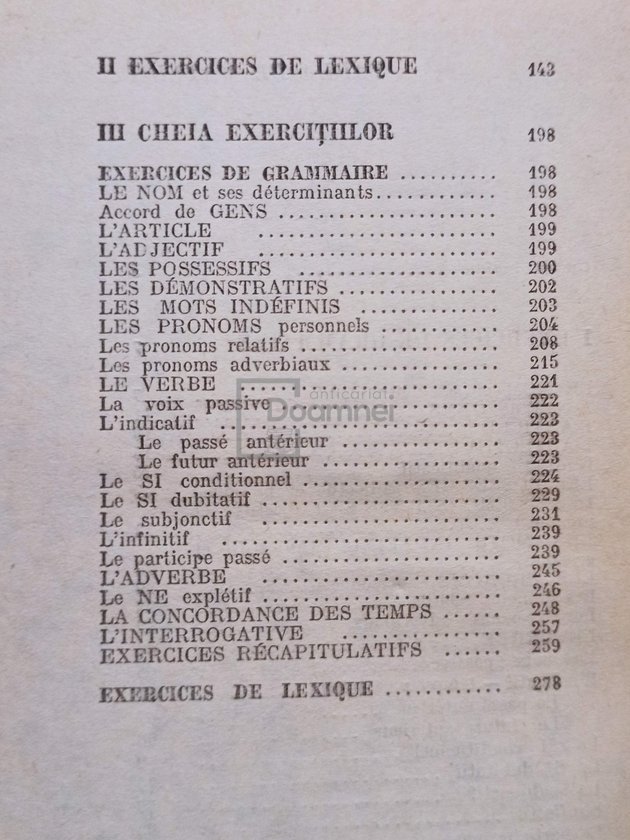 II EXERCICES DE LEXIQUE 143
III CHEIA EXERCIȚIILOR 198
EXERCICES DE GRAMMAIRE .......... 198
LE NOM et ses déterminants............ 198
Accord de GENS ...................... 198
L'ARTICLE ........................ 199
L'ADJECTIF ........................ 199
LES POSSESSIFS .................... 200
LES DÉMONSTRATIFS ................ 202
LES MOTS INDÉFINIS .............. 203
LES PRONOMS personnels ............ 204
Les pronoms relatifs .................... 208
Les pronoms adverbiaux ................ 215
LE VERBE ........................ 221
La voix passive ...................... 222
L'indicatif ............................ 223
Le passé antérieur ................ 223
Le futur antérieur .................. 223
Le SI conditionnel .................... 224
Le SI dubitatif ........................ 229
Le subjonctif ........................ 231
L'infinitif ............................ 239
Le participe passé ...................... 239
L'ADVERBE ........................ 245
Le NE explétif ........................ 246
LA CONCORDANCE DES TEMPS ...... 248
L'INTERROGATIVE ................ 257
EXERCICES RÉCAPITULATIFS ...... 259
EXERCICES DE LEXIQUE ............ 278
anticariat
Doamnei